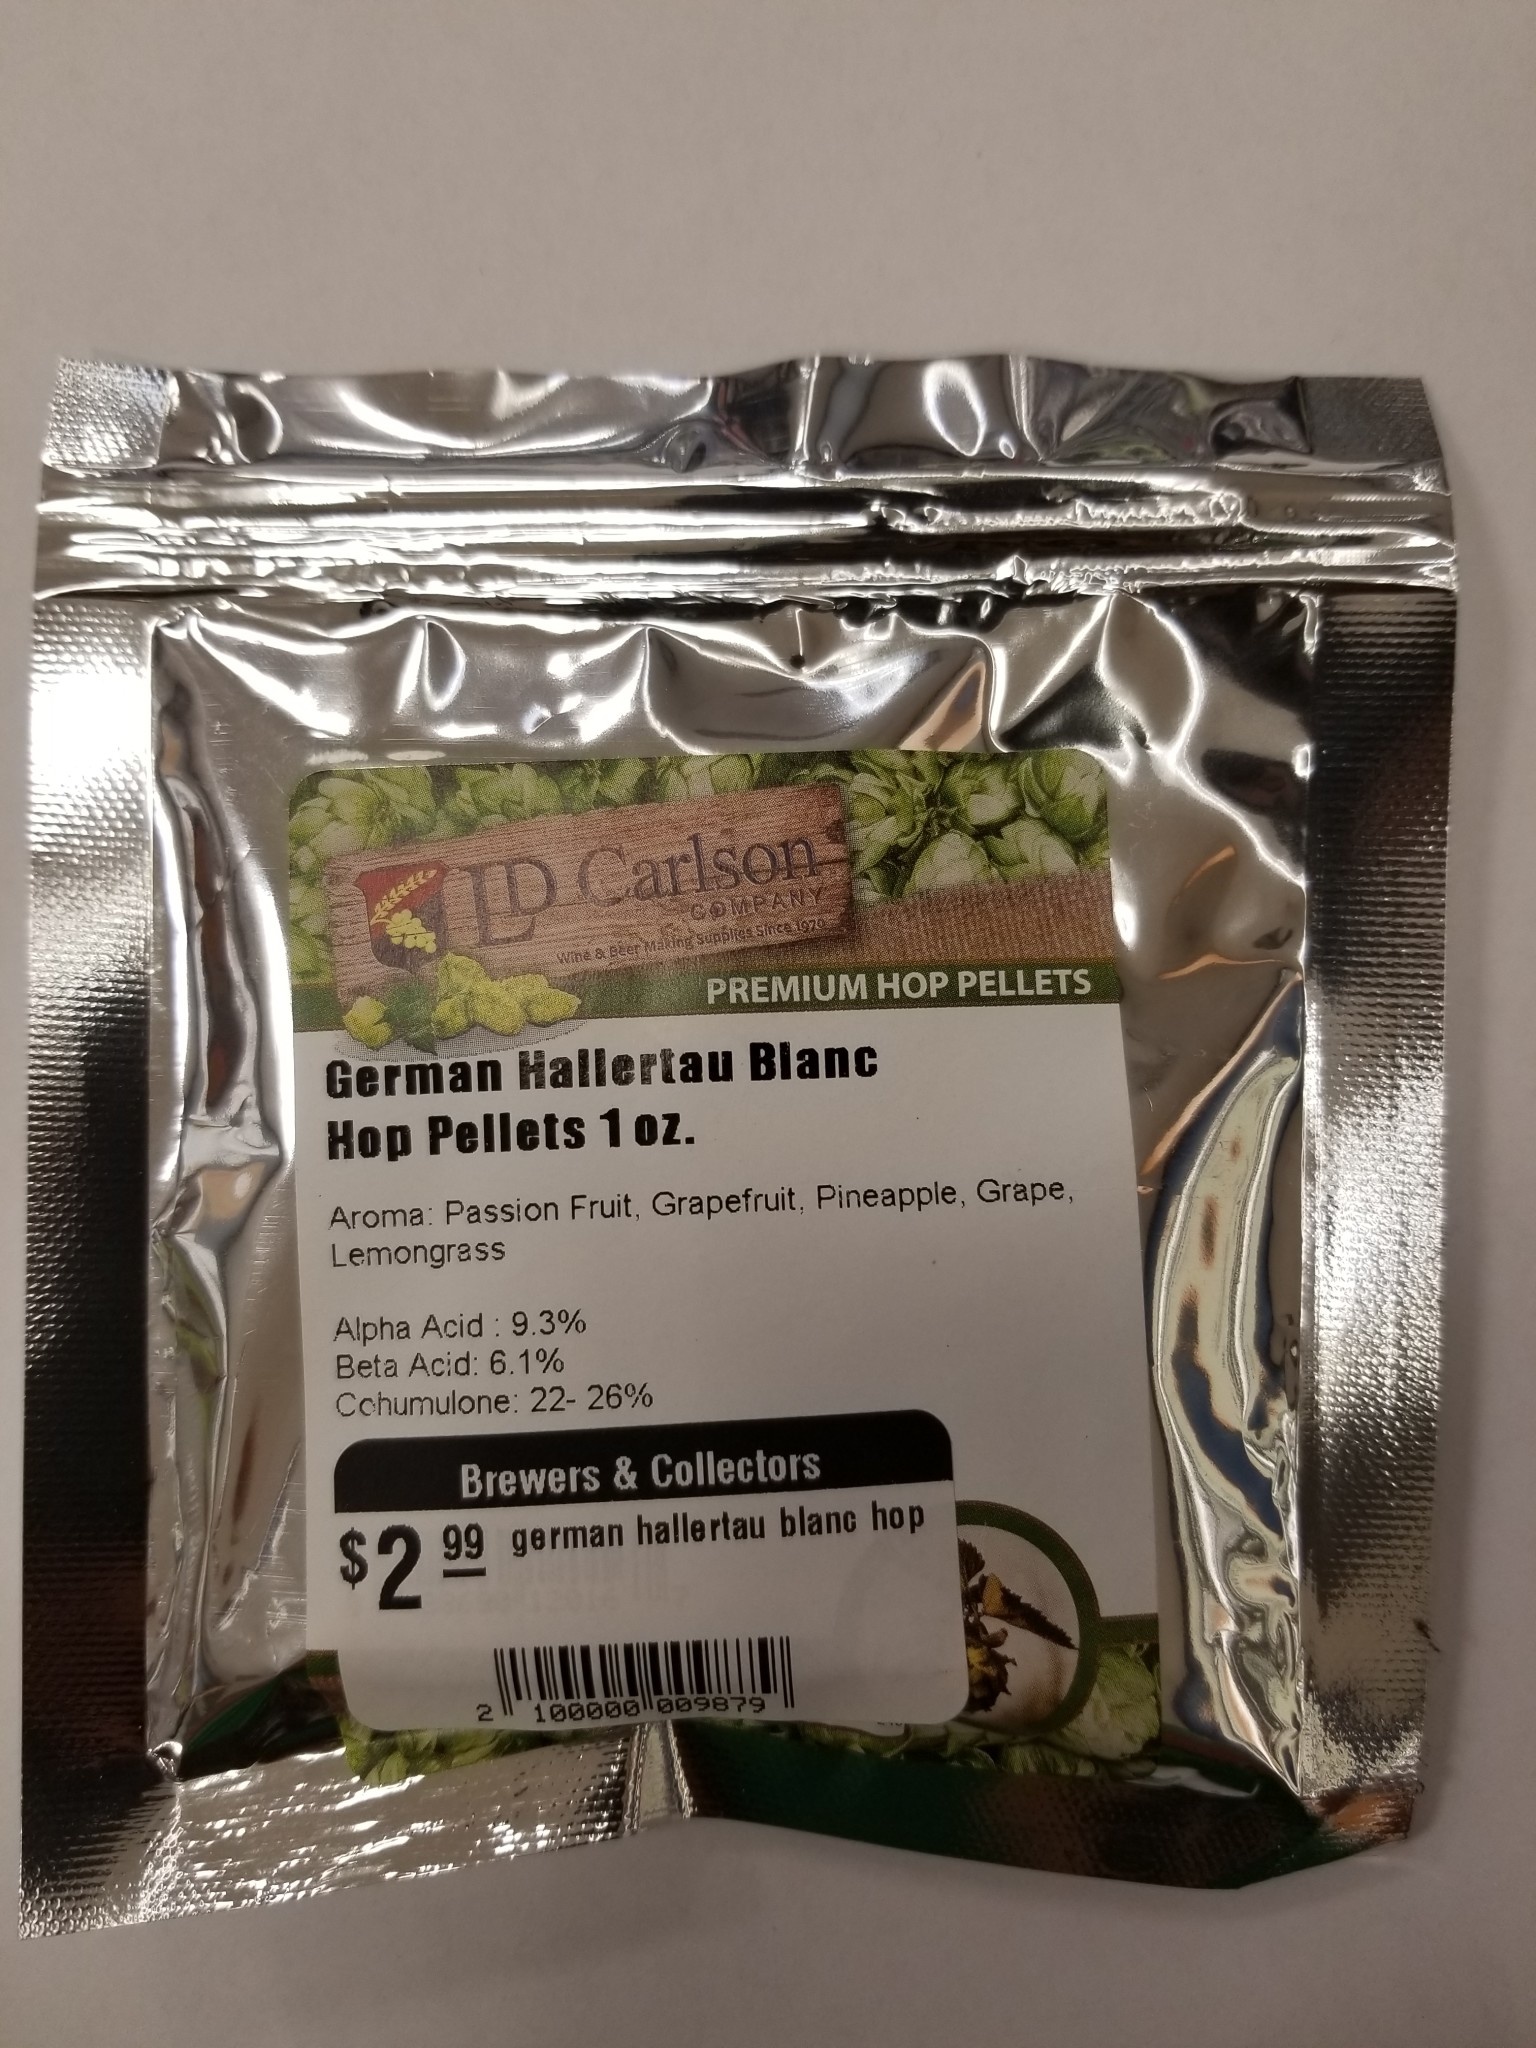 LD Carlson
COMPANY
Wine & Beer Making Supplies Since 1970
PREMIUM HOP PELLETS
German Hallertau Blanc
Hop Pellets 1 oz.
Aroma: Passion Fruit, Grapefruit, Pineapple, Grape,
Lemongrass
Alpha Acid : 9.3%
Beta Acid: 6.1%
Cohumulone: 22- 26%
Brewers & Collectors
$2 99 german hallertau blanc hop
2 100000 009879